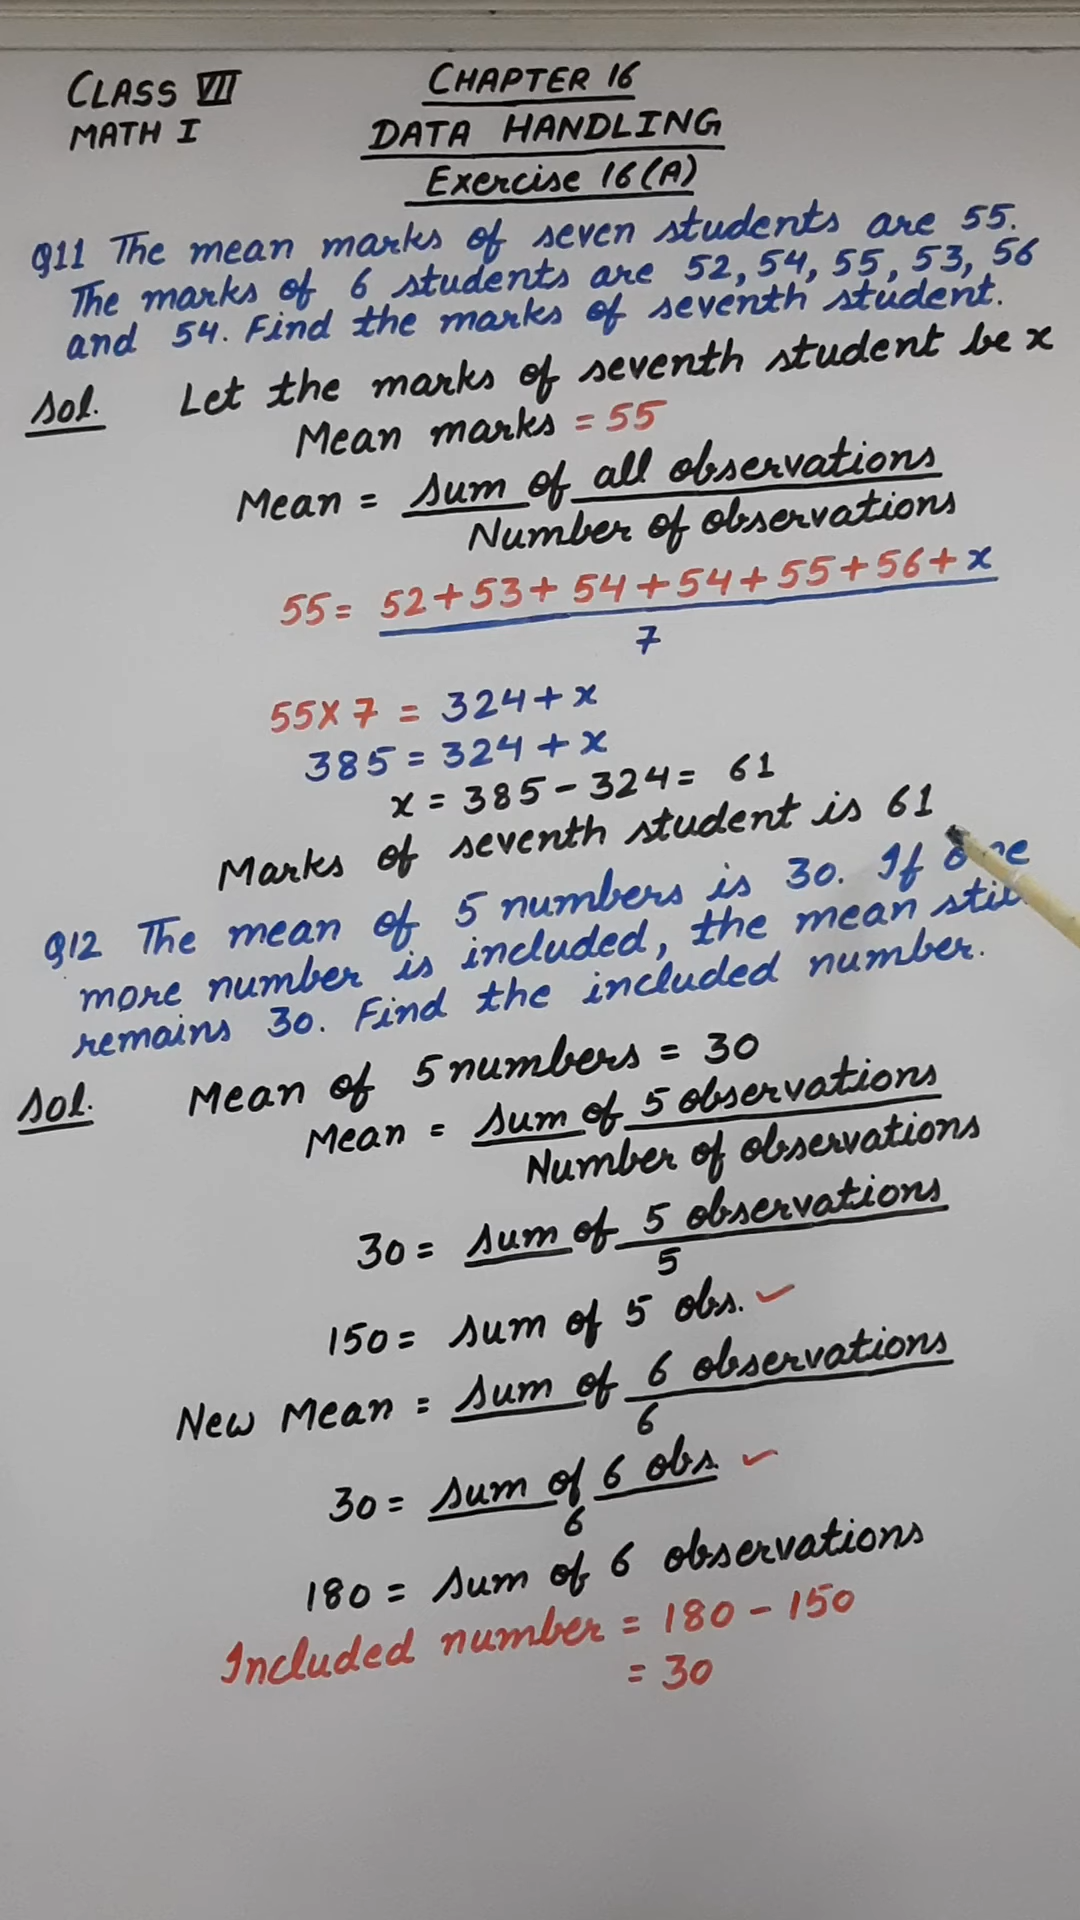 CLASS VII
MATH I
CHAPTER 16
DATA HANDLING
Exercise 16(A)
Q11 The mean marks of seven students are 55.
The marks of 6 students are 52, 54, 55, 53, 56
and 54. Find the marks of seventh student.
Sol. Let the marks of seventh student be x
Mean marks = 55
Mean = Sum of all observations
Number of observations
55 = 52+53+54+54+55+56+x
7
55×7 = 324+x
385 = 324+x
x = 385-324 = 61
Marks of seventh student is 61
Q12 The mean of 5 numbers is 30. If one
more number is included, the mean still
remains 30. Find the included number.
Sol. Mean of 5 numbers = 30
Mean = Sum of 5 observations
Number of observations
30 = Sum of 5 observations
5
150 = Sum of 5 obs. ✓
New Mean = Sum of 6 observations
6
30 = Sum of 6 obs ✓
6
180 = Sum of 6 observations
Included number = 180-150
= 30